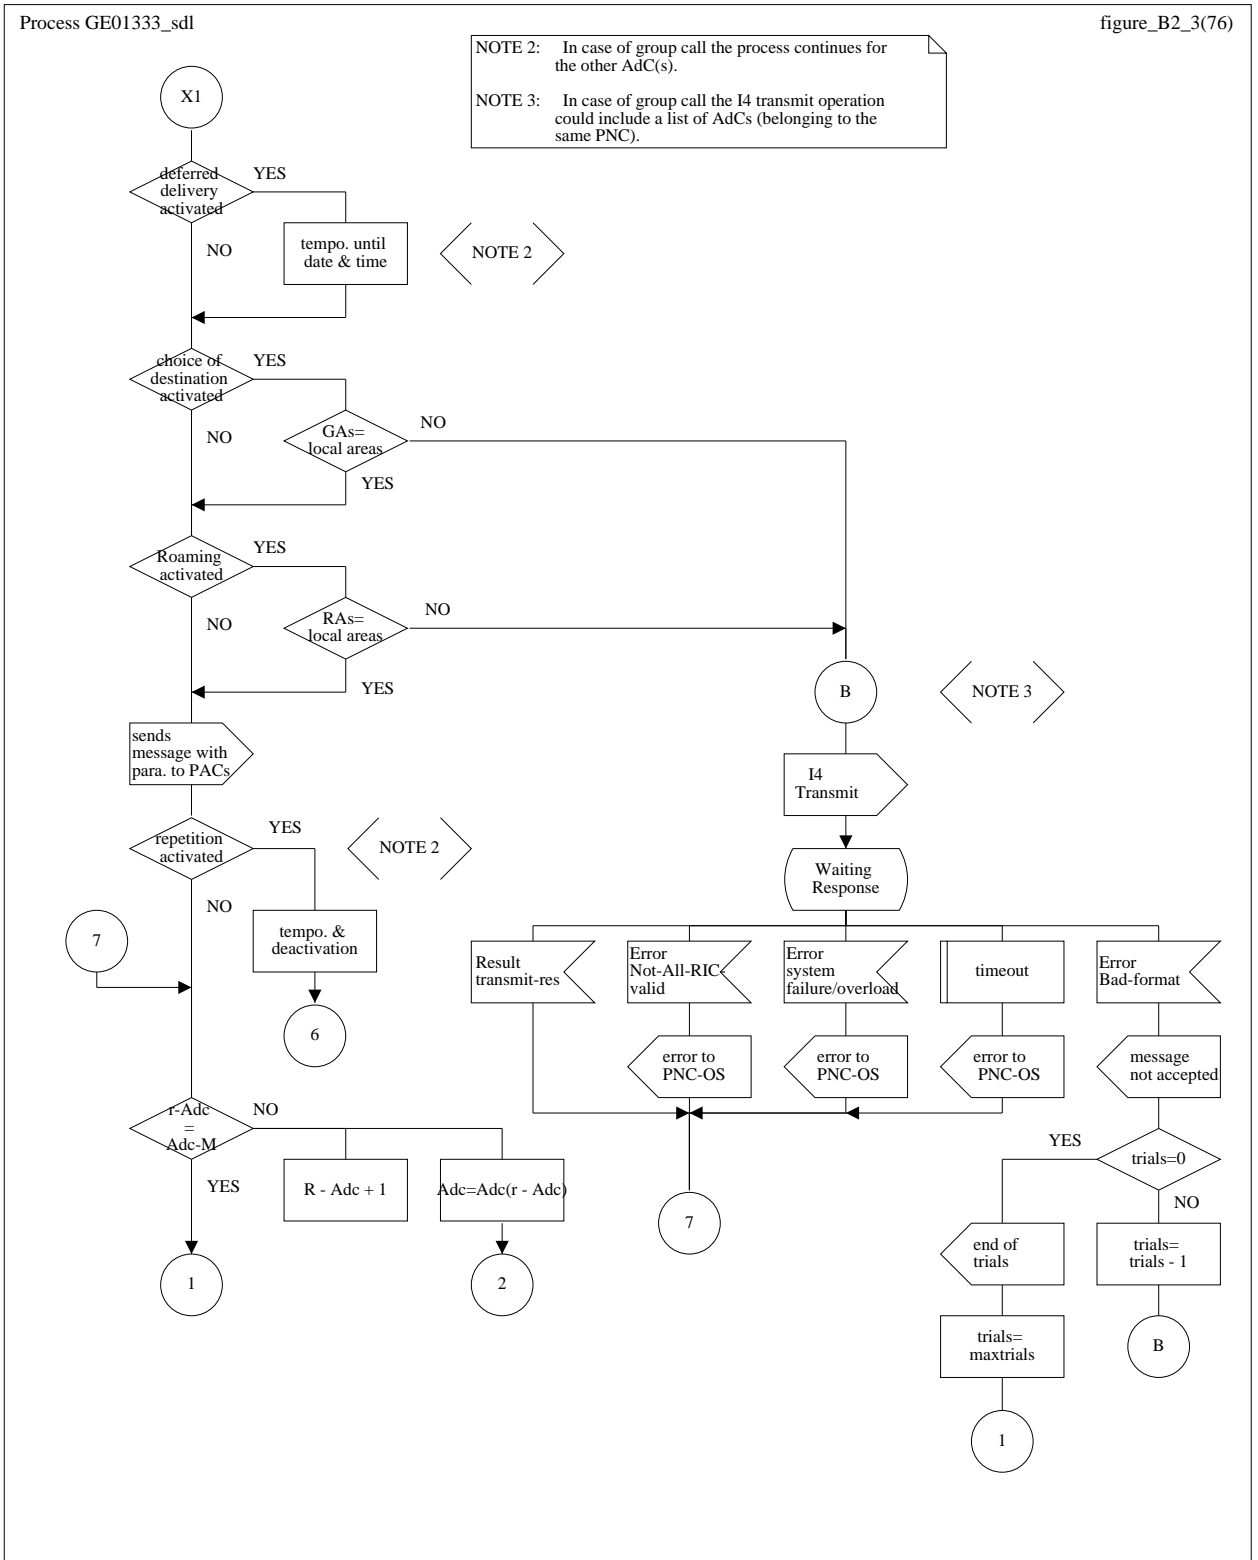 Process GE01333_sdl
figure_B2_3(76)
NOTE 2: In case of group call the process continues for
the other AdC(s).
NOTE 3: In case of group call the I4 transmit operation
could include a list of AdCs (belonging to the
same PNC).
X1
deferred
delivery
activated
YES
NO
tempo. until
date & time
NOTE 2
choice of
destination
activated
YES
NO
GAs=
local areas
NO
YES
Roaming
activated
YES
NO
RAs=
local areas
NO
YES
B
NOTE 3
sends
message with
para. to PACs
I4
Transmit
repetition
activated
YES
NO
NOTE 2
Waiting
Response
7
tempo. &
deactivation
6
Result
transmit-res
Error
Not-All-RIC-
valid
Error
system
failure/overload
timeout
Error
Bad-format
error to
PNC-OS
error to
PNC-OS
error to
PNC-OS
message
not accepted
r-Adc
=
Adc-M
NO
YES
R - Adc + 1
Adc=Adc(r - Adc)
7
YES
trials=0
NO
1
2
end of
trials
trials=
trials - 1
trials=
maxtrials
B
1